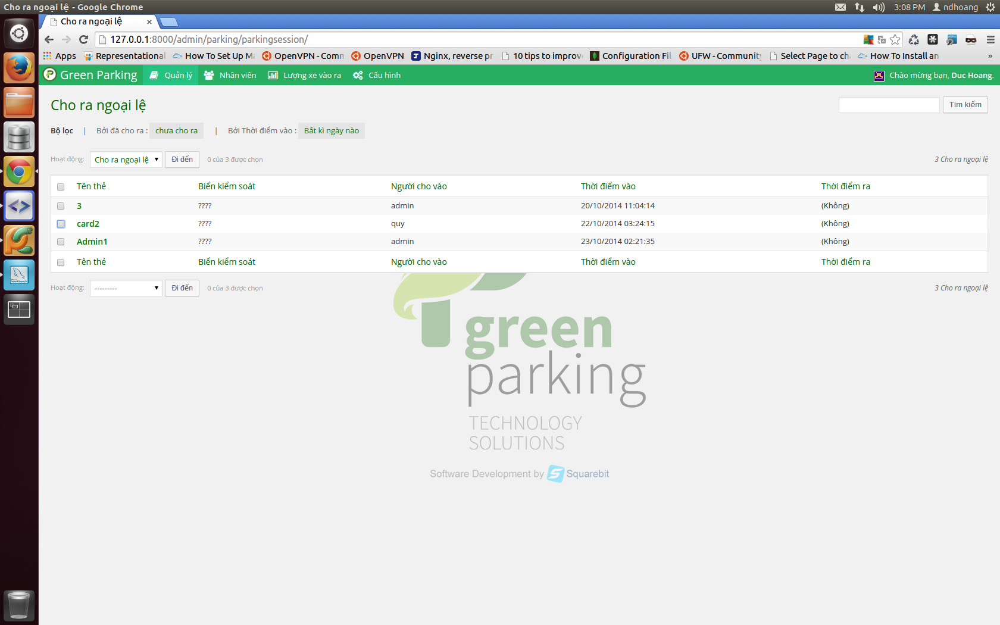 Cho ra ngoại lệ - Google Chrome 3:08 PM ndhoang
Cho ra ngoại lệ
127.0.0.1:8000/admin/parking/parkingsession/
Apps Representational How To Set Up OpenVPN - Comm OpenVPN Nginx, reverse pr 10 tips to improv Configuration Fil UFW - Community Select Page to ch How To Install an »
Green Parking Quản lý Nhân viên Lượng xe vào ra Cấu hình Chào mừng bạn, Duc Hoang.
Cho ra ngoại lệ Tìm kiếm
Bộ lọc | Bởi đã cho ra : chưa cho ra | Bởi Thời điểm vào : Bất kì ngày nào
Hoạt động: Cho ra ngoại lệ Đi đến 0 của 3 được chọn 3 Cho ra ngoại lệ
Tên thẻ Biển kiểm soát Người cho vào Thời điểm vào Thời điểm ra
3 ???? admin 20/10/2014 11:04:14 (Không)
card2 ???? quy 22/10/2014 03:24:15 (Không)
Admin1 ???? admin 23/10/2014 02:21:35 (Không)
Tên thẻ Biển kiểm soát Người cho vào Thời điểm vào Thời điểm ra
Hoạt động: --------- Đi đến 0 của 3 được chọn 3 Cho ra ngoại lệ
green
parking
TECHNOLOGY
SOLUTIONS
Software Development by Squarebit